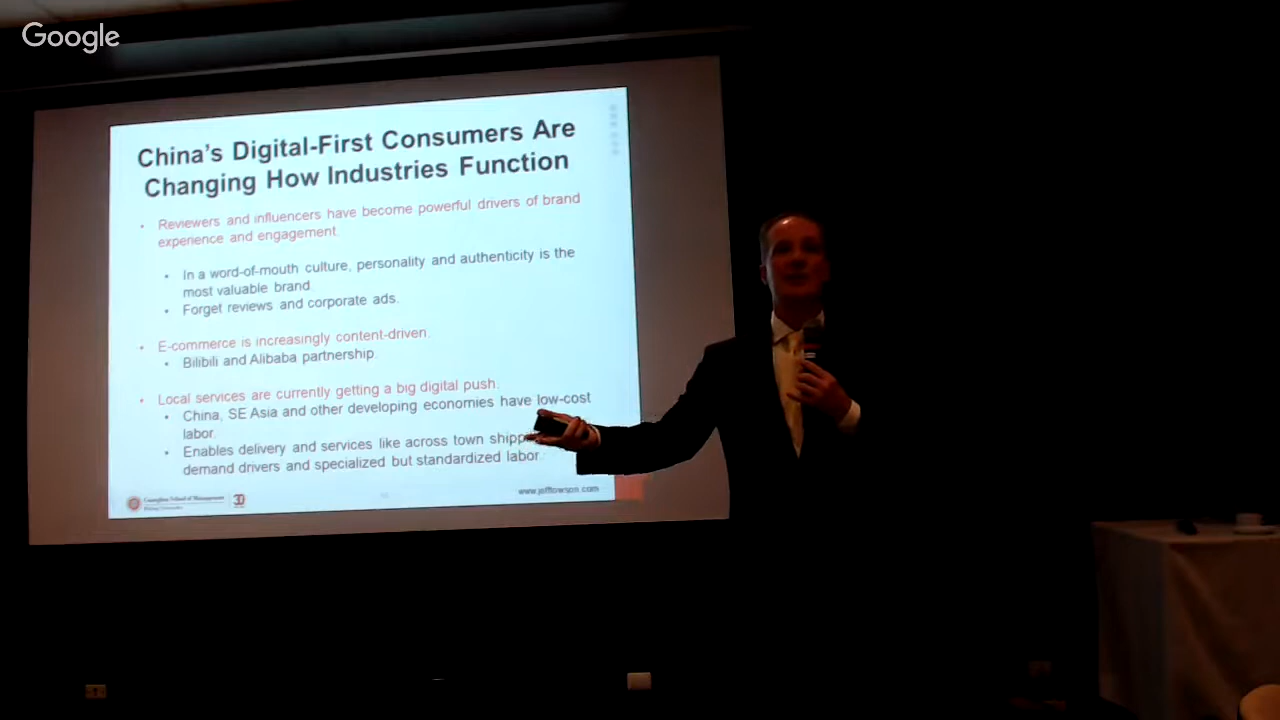 Google
China's Digital-First Consumers Are
Changing How Industries Function
• Reviewers and influencers have become powerful drivers of brand
experience and engagement.
• In a word-of-mouth culture, personality and authenticity is the
most valuable brand
• Forget reviews and corporate ads.
• E-commerce is increasingly content-driven.
• Bilibili and Alibaba partnership.
• Local services are currently getting a big digital push.
• China, SE Asia and other developing economies have low-cost
labor.
• Enables delivery and services like across town
demand drivers and specialized but standardized labor.
Guanghua School of Management
www.jefftowson.com